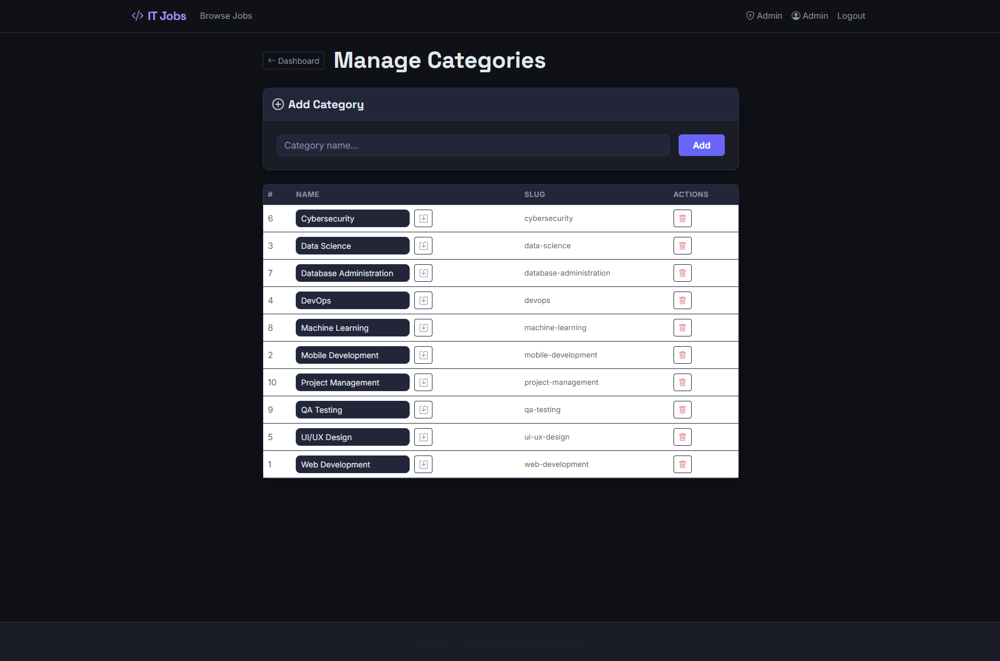 IT Jobs Browse Jobs Admin Admin Logout
Dashboard Manage Categories
Add Category
Category name... Add
# NAME SLUG ACTIONS
6 Cybersecurity cybersecurity
3 Data Science data-science
7 Database Administration database-administration
4 DevOps devops
8 Machine Learning machine-learning
2 Mobile Development mobile-development
10 Project Management project-management
9 QA Testing qa-testing
5 UI/UX Design ui-ux-design
1 Web Development web-development
© 2026 IT Job Portal. All rights reserved.